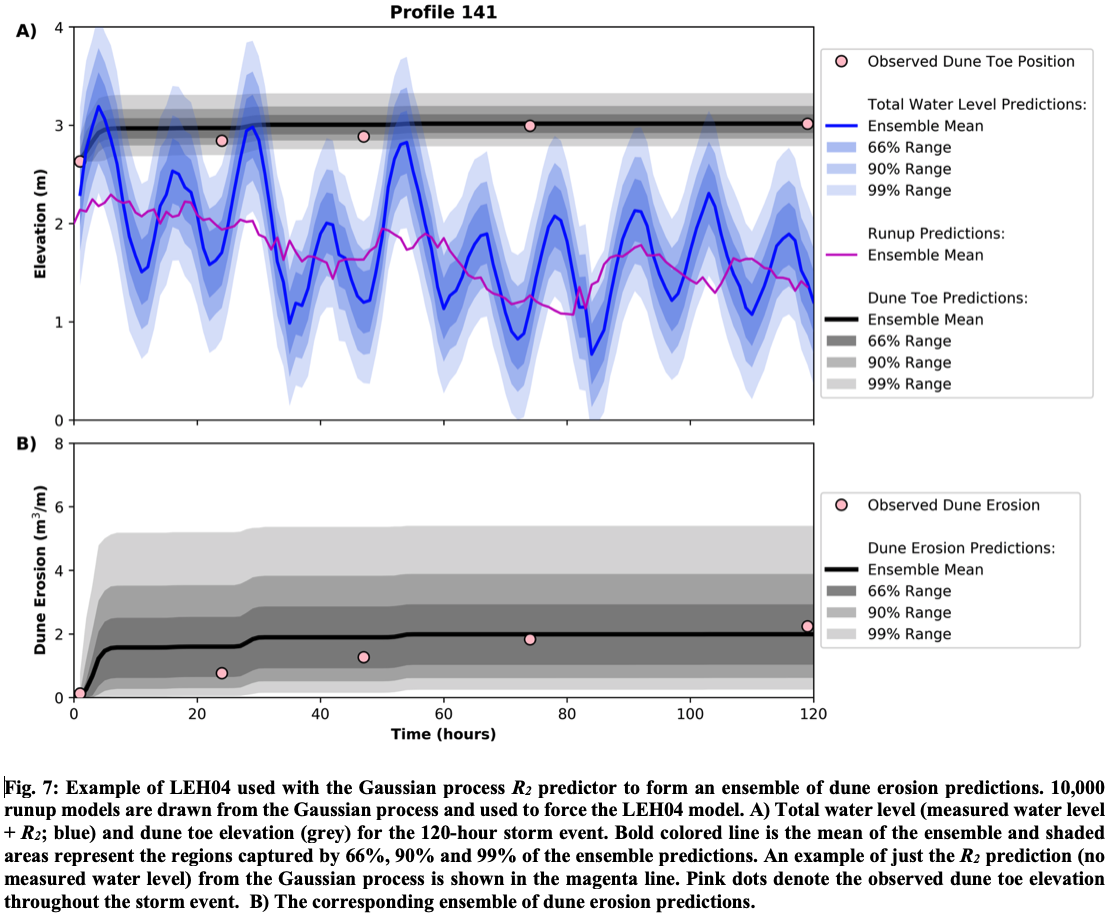 Profile 141
A)
4
3
2
1
0
Elevation (m)
Observed Dune Toe Position
Total Water Level Predictions:
Ensemble Mean
66% Range
90% Range
99% Range
Runup Predictions:
Ensemble Mean
Dune Toe Predictions:
Ensemble Mean
66% Range
90% Range
99% Range
B)
8
6
4
2
0
Dune Erosion (m³/m)
0 20 40 60 80 100 120
Time (hours)
Observed Dune Erosion
Dune Erosion Predictions:
Ensemble Mean
66% Range
90% Range
99% Range
Fig. 7: Example of LEH04 used with the Gaussian process R₂ predictor to form an ensemble of dune erosion predictions. 10,000
runup models are drawn from the Gaussian process and used to force the LEH04 model. A) Total water level (measured water level
+ R₂; blue) and dune toe elevation (grey) for the 120-hour storm event. Bold colored line is the mean of the ensemble and shaded
areas represent the regions captured by 66%, 90% and 99% of the ensemble predictions. An example of just the R₂ prediction (no
measured water level) from the Gaussian process is shown in the magenta line. Pink dots denote the observed dune toe elevation
throughout the storm event. B) The corresponding ensemble of dune erosion predictions.